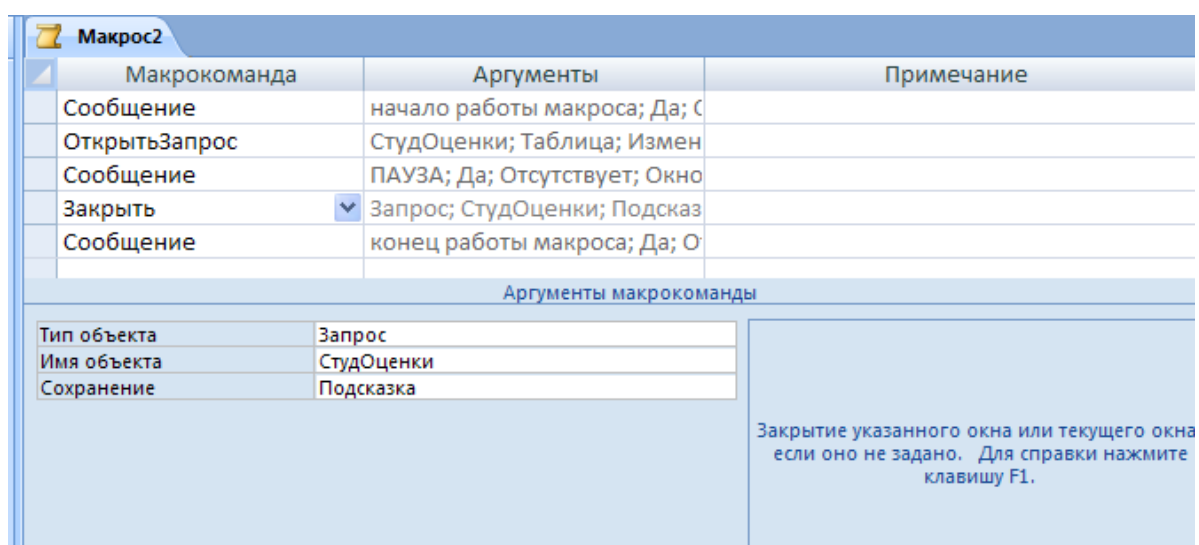 Макрос2
Макрокоманда Аргументы Примечание
Сообщение начало работы макроса; Да;
ОткрытьЗапрос СтудОценки; Таблица; Измен
Сообщение ПАУЗА; Да; Отсутствует; Окно
Закрыть Запрос; СтудОценки; Подсказ
Сообщение конец работы макроса; Да;
Аргументы макрокоманды
Тип объекта Запрос
Имя объекта СтудОценки
Сохранение Подсказка
Закрытие указанного окна или текущего окна
если оно не задано. Для справки нажмите
клавишу F1.